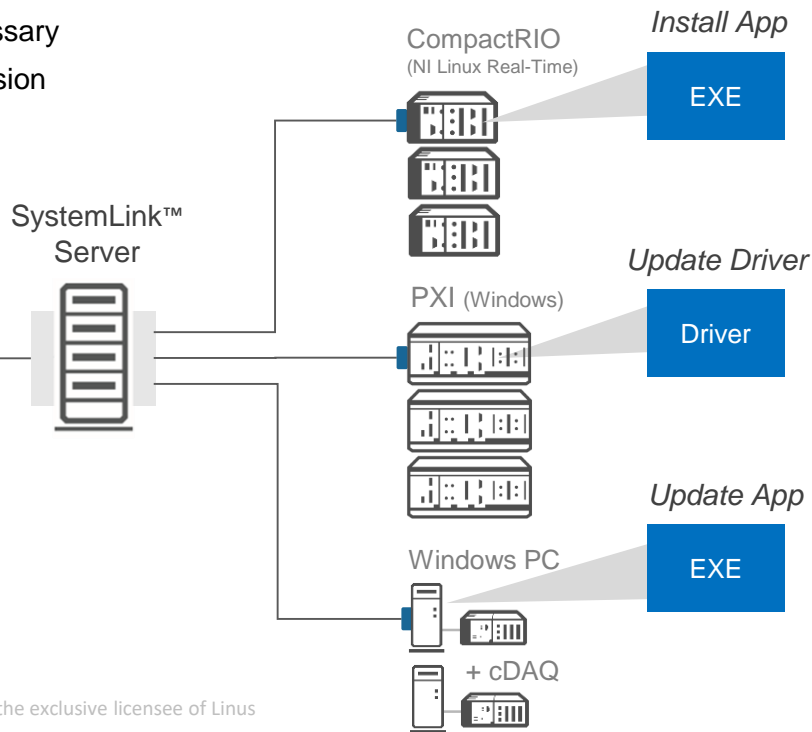 ssary
sion
CompactRIO
(NI Linux Real-Time)
Install App
EXE
SystemLink™
Server
Update Driver
PXI (Windows)
Driver
Update App
Windows PC
EXE
+ cDAQ
the exclusive licensee of Linus